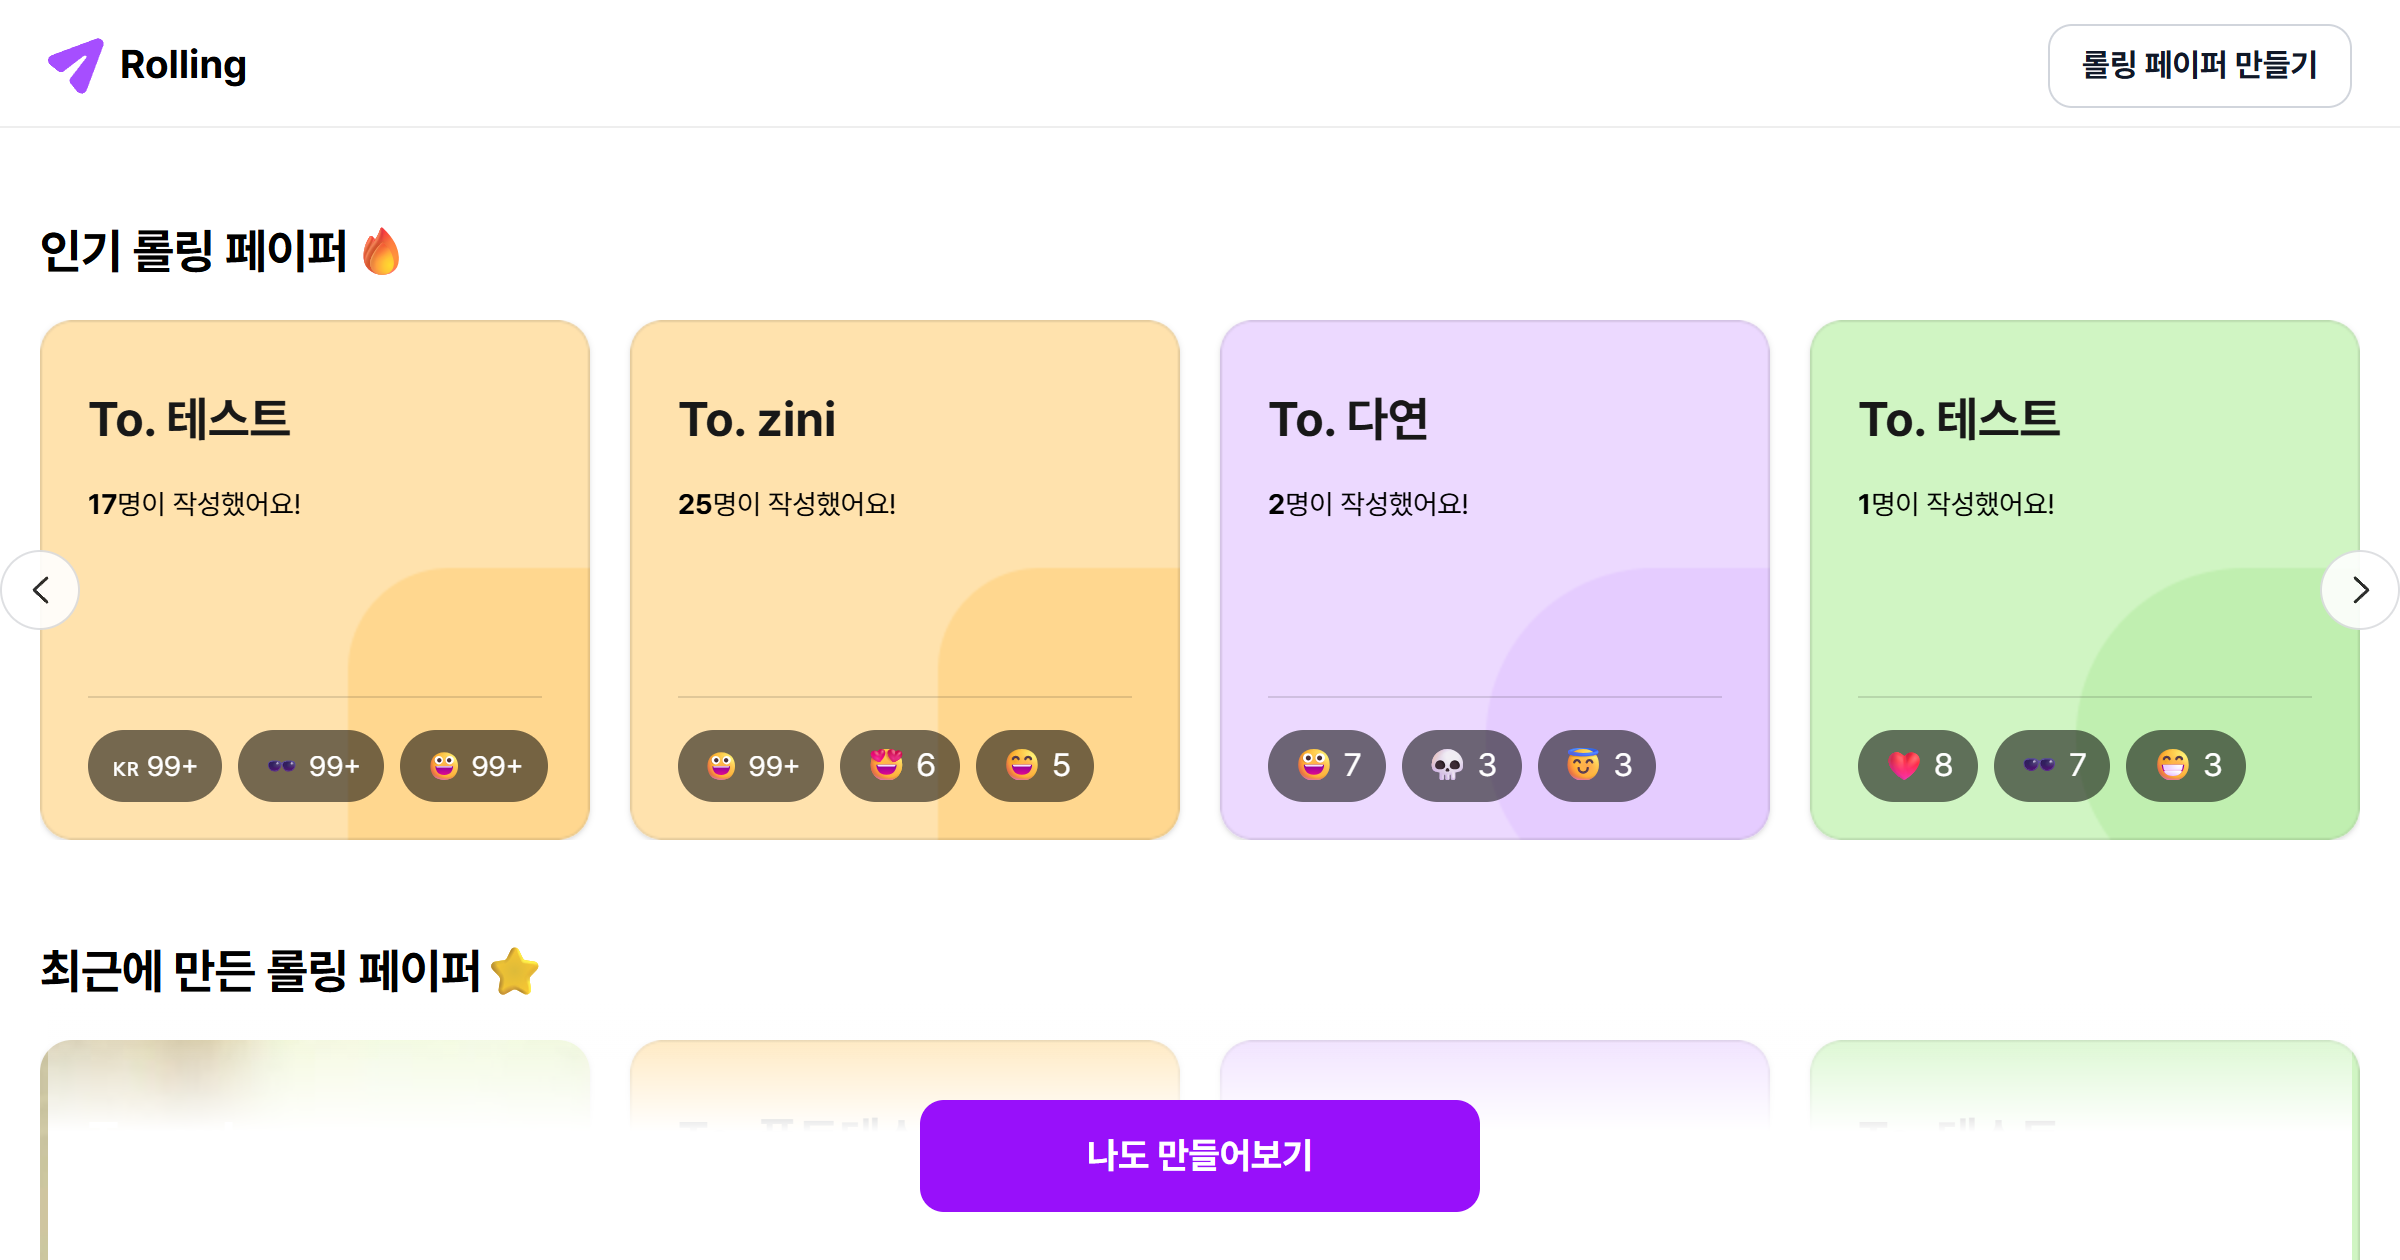 Rolling
롤링 페이퍼 만들기
인기 롤링 페이퍼 🔥
To. 테스트
17명이 작성했어요!
KR 99+ 🕶️ 99+ 😀 99+
To. zini
25명이 작성했어요!
😀 99+ 😍 6 😄 5
To. 다연
2명이 작성했어요!
😀 7 💀 3 😇 3
To. 테스트
1명이 작성했어요!
❤️ 8 🕶️ 7 😁 3
최근에 만든 롤링 페이퍼 ⭐
나도 만들어보기